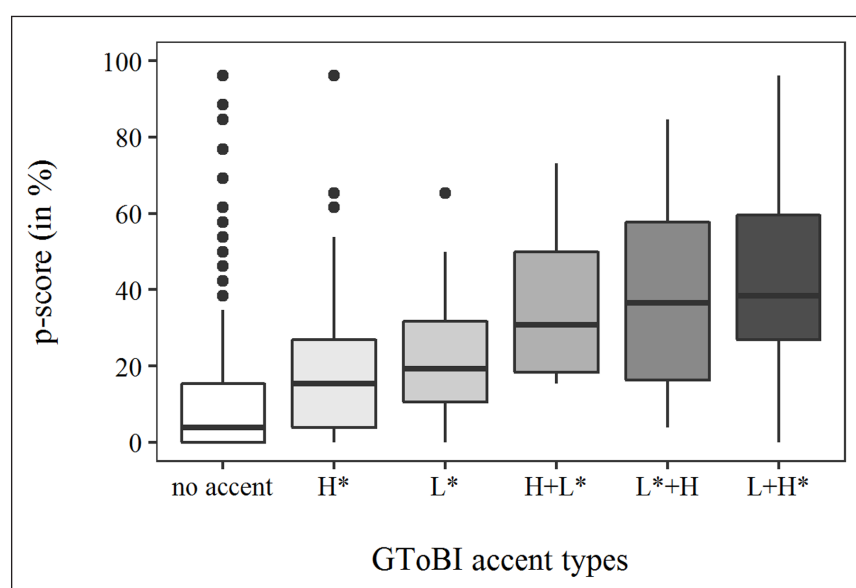 p-score (in %)
100
80
60
40
20
0
no accent H* L* H+L* L*+H L+H*
GToBI accent types